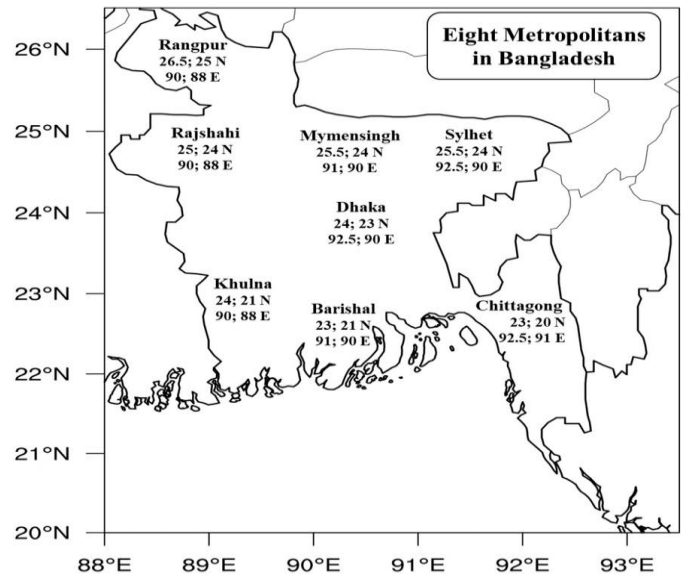 Eight Metropolitans
in Bangladesh
26°N
25°N
24°N
23°N
22°N
21°N
20°N
Rangpur
26.5; 25 N
90; 88 E
Rajshahi
25; 24 N
90; 88 E
Mymensingh
25.5; 24 N
91; 90 E
Sylhet
25.5; 24 N
92.5; 90 E
Dhaka
24; 23 N
92.5; 90 E
Khulna
24; 21 N
90; 88 E
Barishal
23; 21 N
91; 90 E
Chittagong
23; 20 N
92.5; 91 E
88°E
89°E
90°E
91°E
92°E
93°E